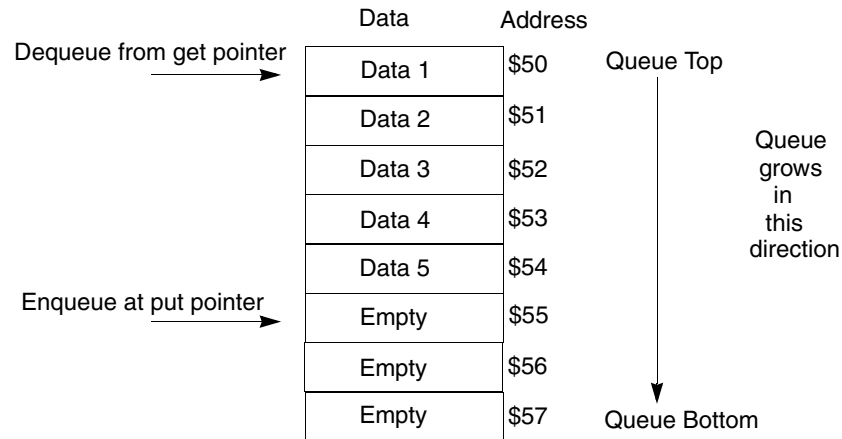 Data Address
Dequeue from get pointer
Data 1 $50 Queue Top
Data 2 $51
Data 3 $52
Data 4 $53
Data 5 $54
Enqueue at put pointer
Empty $55
Empty $56
Empty $57 Queue Bottom
Queue
grows
in
this
direction